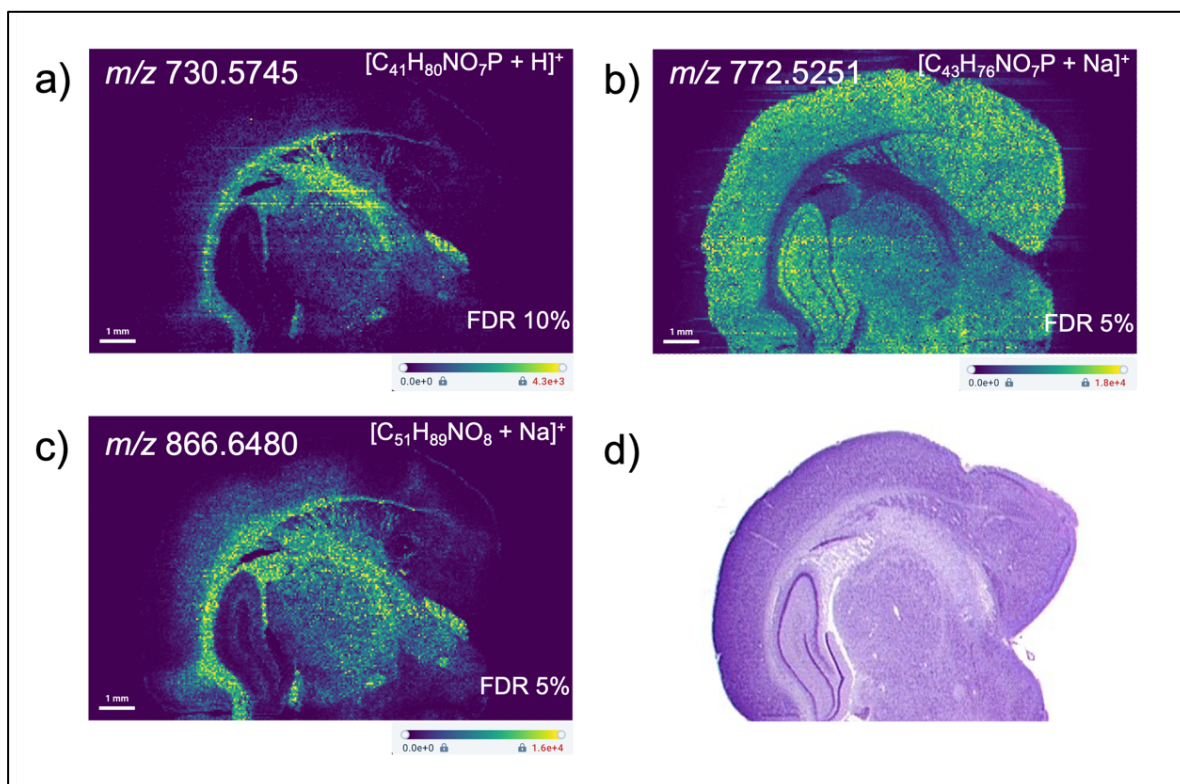 a)
m/z 730.5745
[C₄₁H₈₀NO₇P + H]⁺
FDR 10%
1 mm
0.0e+0
4.3e+3
b)
m/z 772.5251
[C₄₃H₇₆NO₇P + Na]⁺
FDR 5%
1 mm
0.0e+0
1.8e+4
c)
m/z 866.6480
[C₅₁H₈₉NO₈ + Na]⁺
FDR 5%
1 mm
0.0e+0
1.6e+4
d)